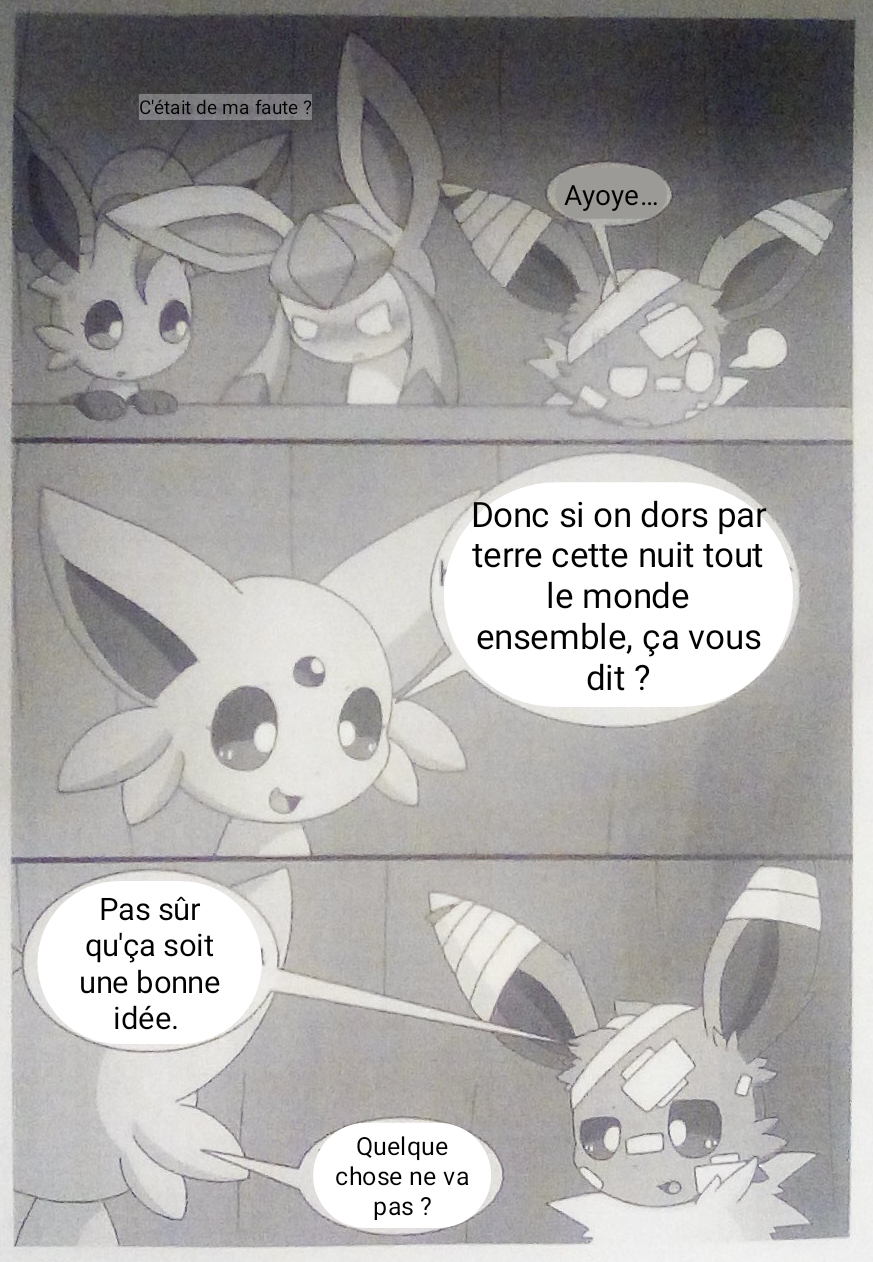 C'était de ma faute ?
Ayoye...
Donc si on dors par
terre cette nuit tout
le monde
ensemble, ça vous
dit ?
Pas sûr
qu'ça soit
une bonne
idée.
Quelque
chose ne va
pas ?